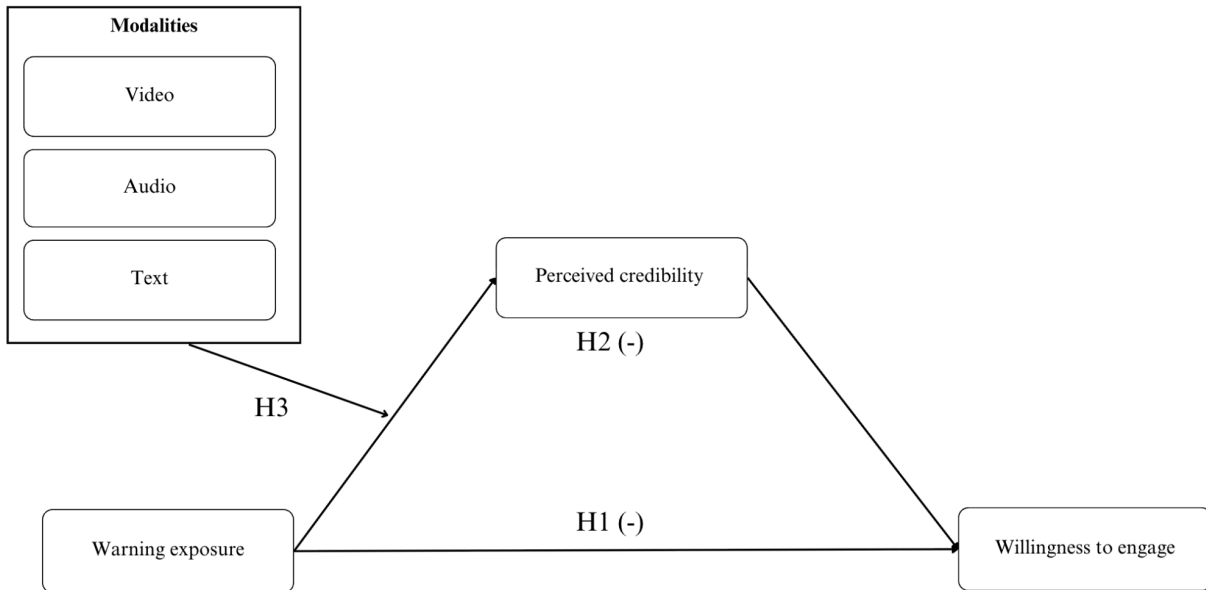 Modalities
Video
Audio
Text
Perceived credibility
H2 (-)
H3
H1 (-)
Warning exposure
Willingness to engage